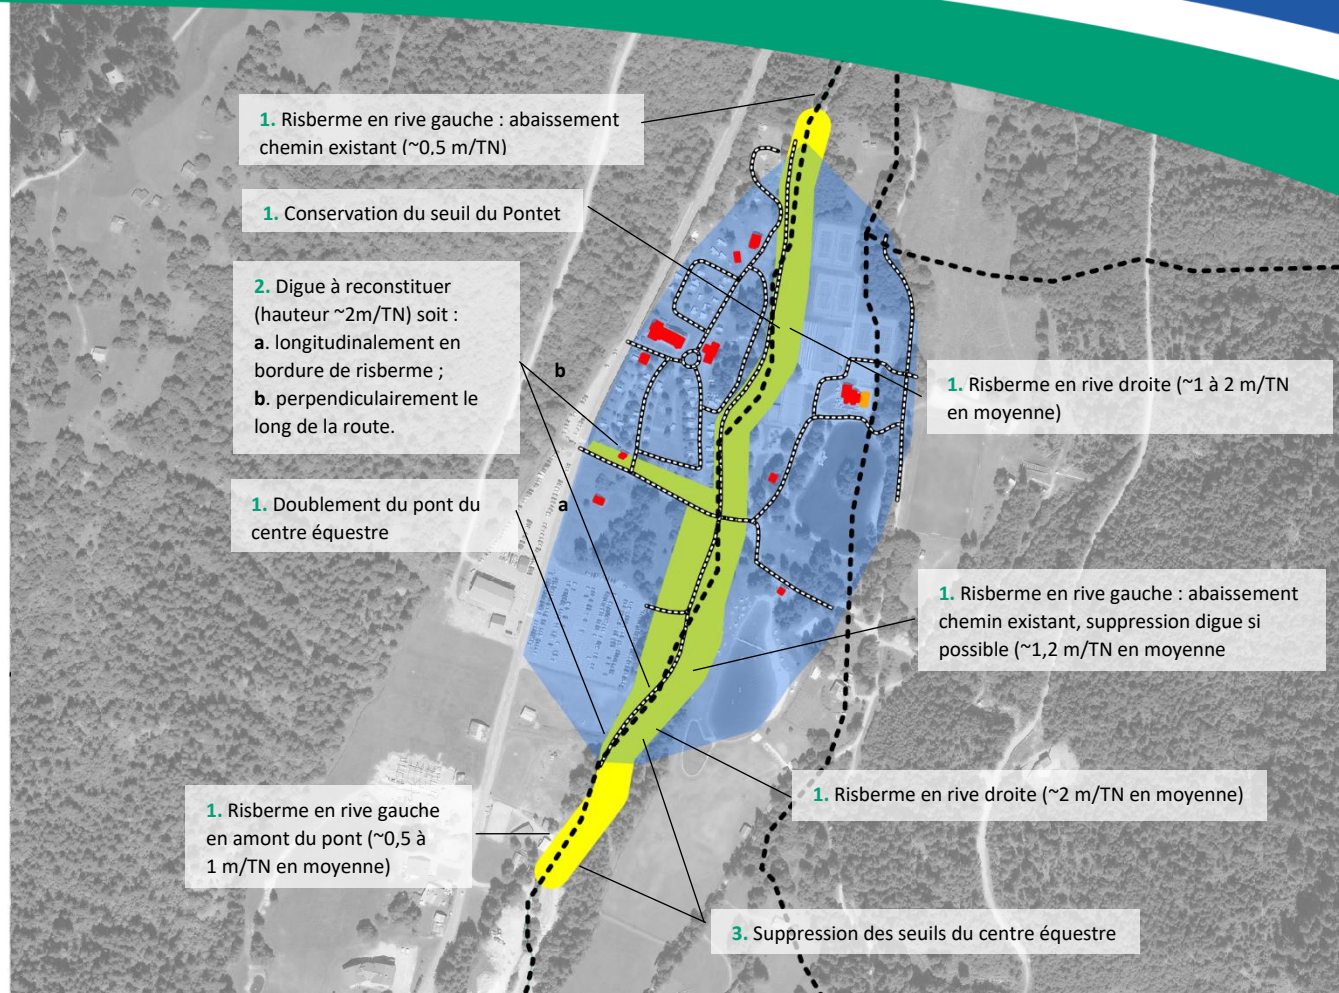 1. Risberme en rive gauche : abaissement
chemin existant (~0,5 m/TN)
1. Conservation du seuil du Pontet
2. Digue à reconstituer
(hauteur ~2m/TN) soit :
a. longitudinalement en
bordure de risberme ;
b. perpendiculairement le
long de la route.
b
1. Risberme en rive droite (~1 à 2 m/TN
en moyenne)
1. Doublement du pont du
centre équestre
a
1. Risberme en rive gauche : abaissement
chemin existant, suppression digue si
possible (~1,2 m/TN en moyenne
1. Risberme en rive droite (~2 m/TN en moyenne)
1. Risberme en rive gauche
en amont du pont (~0,5 à
1 m/TN en moyenne)
3. Suppression des seuils du centre équestre